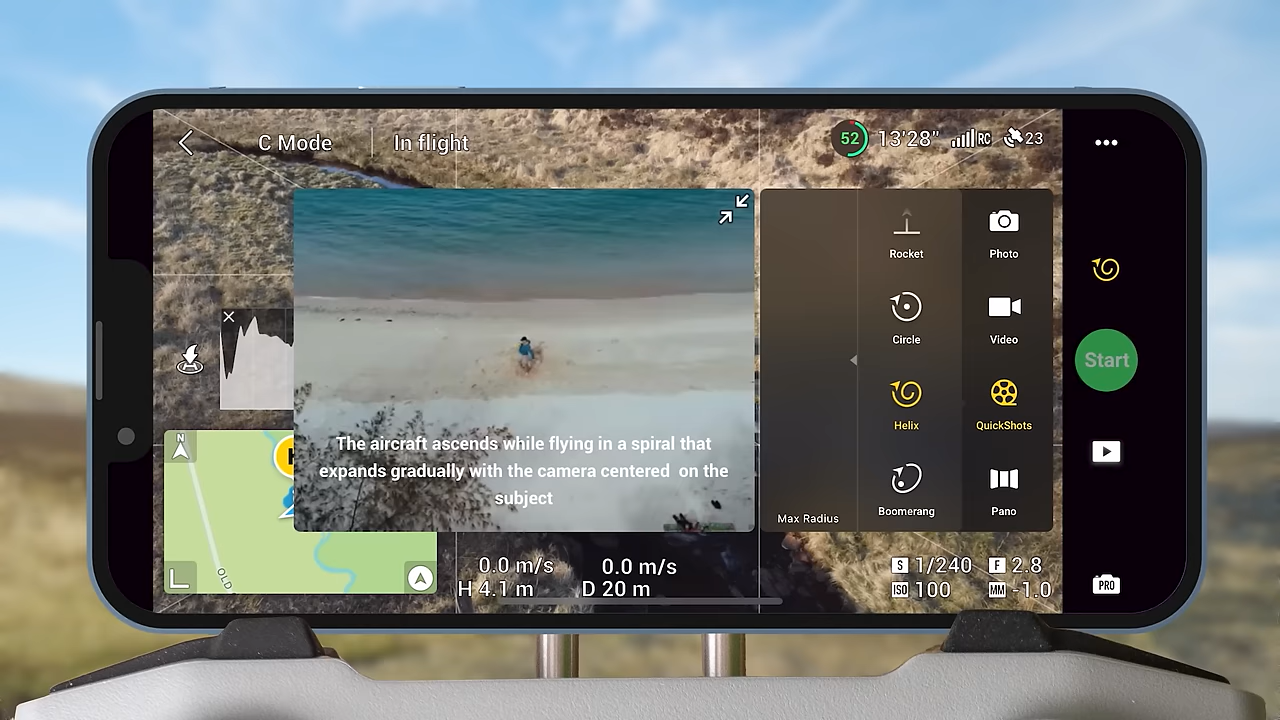 C Mode
In flight
52
13'28"
RC
23
Rocket
Photo
Circle
Video
Start
Helix
QuickShots
The aircraft ascends while flying in a spiral that
expands gradually with the camera centered on the
subject
Boomerang
Pano
Max Radius
N
H
OLD
0.0 m/s
0.0 m/s
H 4.1 m
D 20 m
S 1/240
F 2.8
ISO 100
MM -1.0
PRO